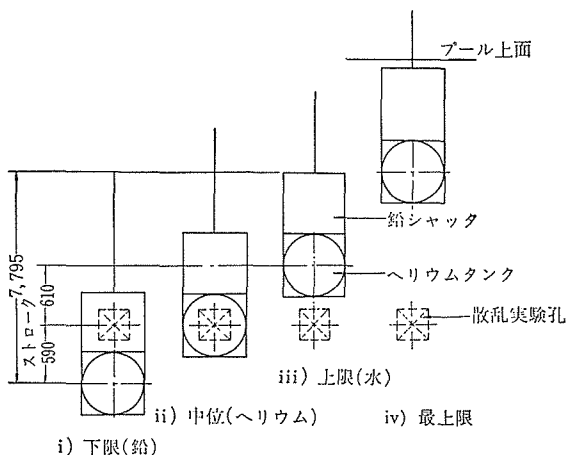 プール上面
鉛シャッタ
ヘリウムタンク
散乱実験孔
7,795
ストローク
610
590
iii) 上限(水)
ii) 中位(ヘリウム)
iv) 最上限
i) 下限(鉛)